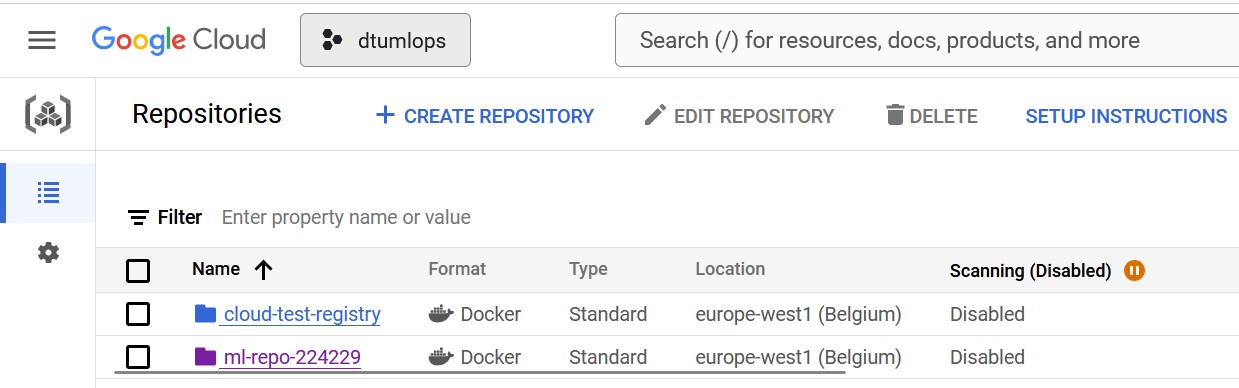 Google Cloud dtumlops Search (/) for resources, docs, products, and more
Repositories CREATE REPOSITORY EDIT REPOSITORY DELETE SETUP INSTRUCTIONS
Filter Enter property name or value
Name Format Type Location Scanning (Disabled)
cloud-test-registry Docker Standard europe-west1 (Belgium) Disabled
ml-repo-224229 Docker Standard europe-west1 (Belgium) Disabled